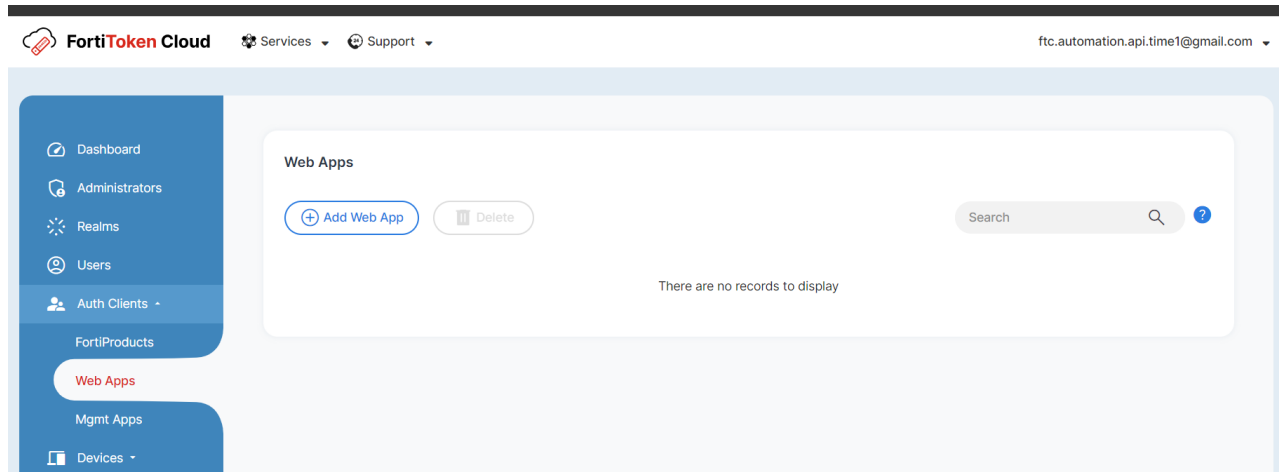 FortiToken Cloud Services Support ftc.automation.api.time1@gmail.com
Dashboard
Administrators
Realms
Users
Auth Clients
FortiProducts
Web Apps
Mgmt Apps
Devices
Web Apps
Add Web App Delete Search ?
There are no records to display